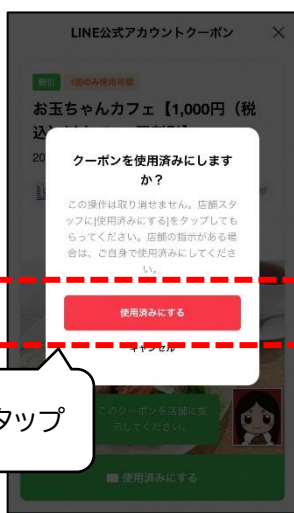 LINE公式アカウントクーポン
割引 1回のみ使用可能
お玉ちゃんカフェ【1,000円（税
込
20
クーポンを使用済みにします
か？
この操作は取り消せません。店舗スタ
ッフに[使用済みにする]をタップしても
らってください。店舗の指示がある場
合は、ご自身で使用済みにしてくださ
い。
使用済みにする
キャンセル
タップ
このクーポンを店舗に提
示してください。
使用済みにする